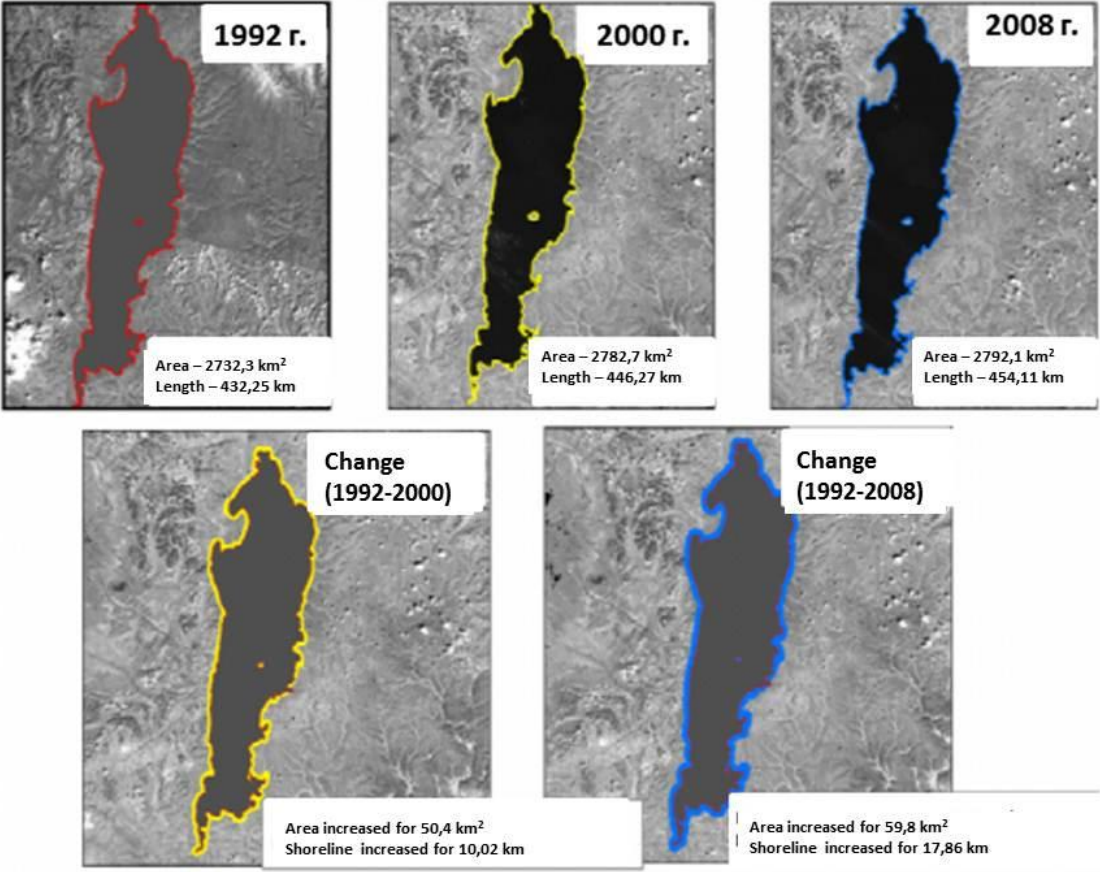 1992 г.
2000 г.
2008 г.
Area – 2732,3 km²
Length – 432,25 km
Area – 2782,7 km²
Length – 446,27 km
Area – 2792,1 km²
Length – 454,11 km
Change
(1992-2000)
Change
(1992-2008)
Area increased for 50,4 km²
Shoreline increased for 10,02 km
Area increased for 59,8 km²
Shoreline increased for 17,86 km